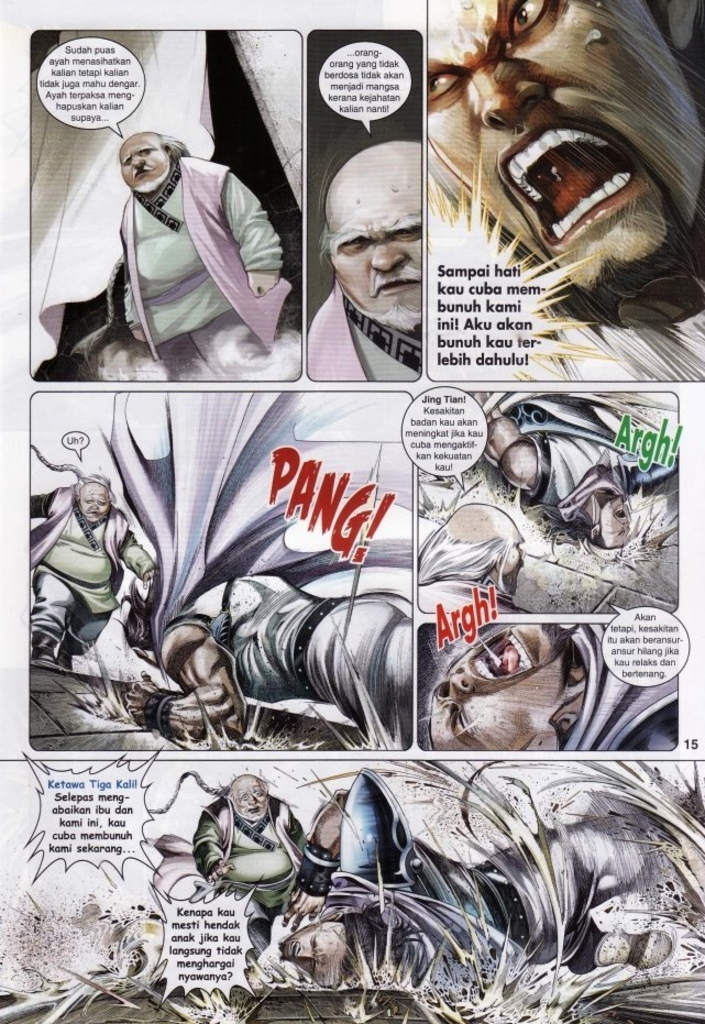 Sudah puas
ayah menasihatkan
kalian tetapi kalian
tidak juga mahu dengar.
Ayah terpaksa meng-
hapuskan kalian
supaya...
...orang-
orang yang tidak
berdosa tidak akan
menjadi mangsa
kerana kejahatan
kalian nanti!
Sampai hati
kau cuba mem-
bunuh kami
ini! Aku akan
bunuh kau ter-
lebih dahulu!
Uh?
PANG!
Jing Tian!
Kesakitan
badan kau akan
meningkat jika kau
cuba mengaktif-
kan kekuatan
kau!
Argh!
Argh!
Akan
tetapi, kesakitan
itu akan beransur-
ansur hilang jika
kau relaks dan
bertenang.
15
Ketawa Tiga Kali!
Selepas meng-
abaikan ibu dan
kami ini, kau
cuba membunuh
kami sekarang...
Kenapa kau
mesti hendak
anak jika kau
langsung tidak
menghargai
nyawanya?